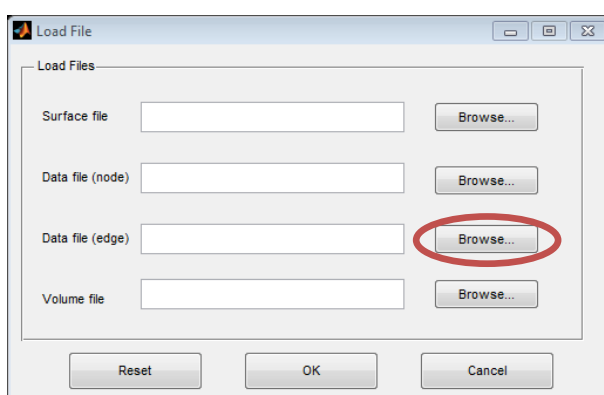 Load File
Load Files
Surface file Browse...
Data file (node) Browse...
Data file (edge) Browse...
Volume file Browse...
Reset OK Cancel